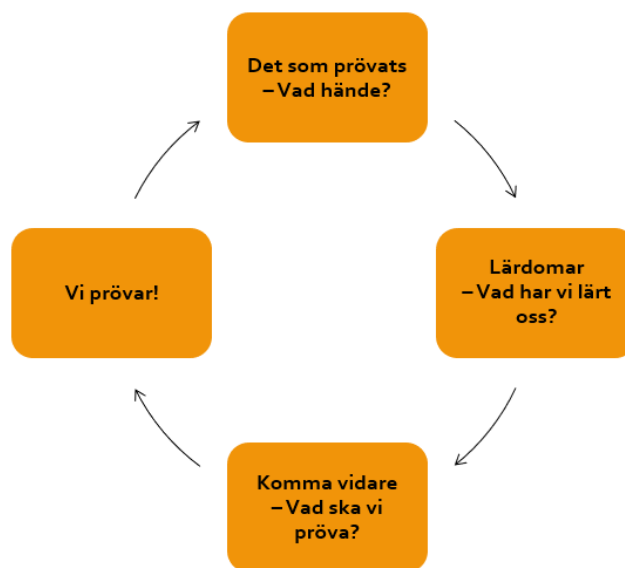 Det som prövats
– Vad hände?
Lärdomar
– Vad har vi lärt
oss?
Komma vidare
– Vad ska vi
pröva?
Vi prövar!